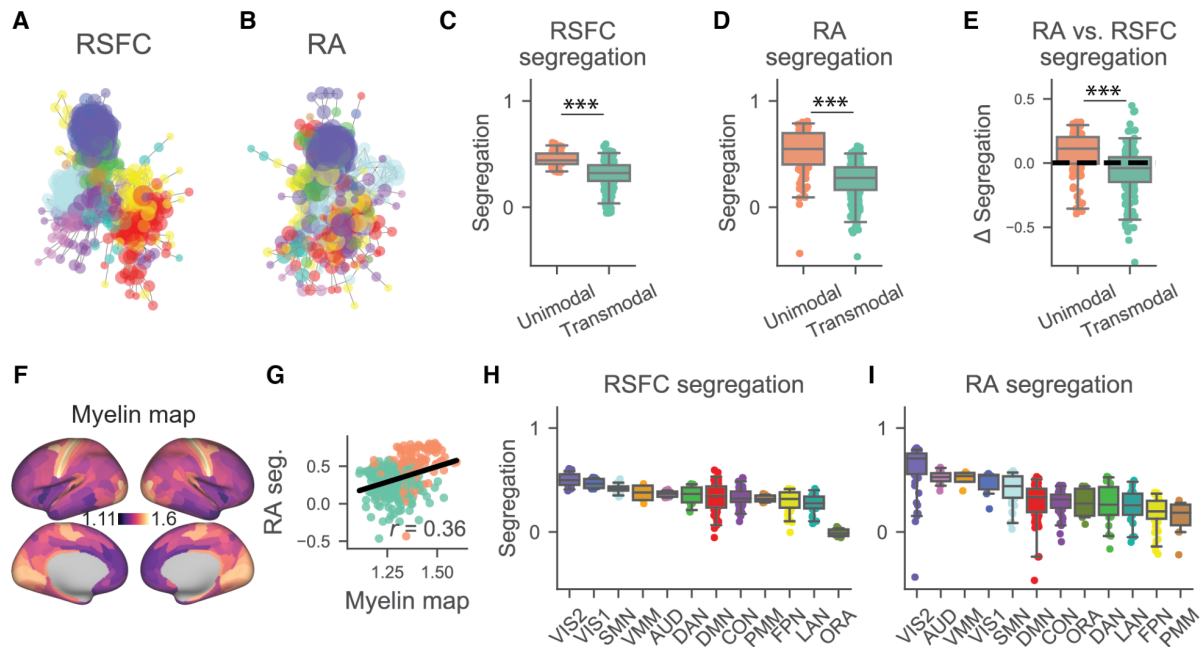 A
RSFC
B
RA
C
RSFC
segregation
Segregation
1
0
***
Unimodal
Transmodal
D
RA
segregation
Segregation
1
0
***
Unimodal
Transmodal
E
RA vs. RSFC
segregation
Δ Segregation
0.5
0.0
−0.5
***
Unimodal
Transmodal
F
Myelin map
1.11
1.6
G
RA seg.
0.5
0.0
−0.5
r = 0.36
1.25
1.50
Myelin map
H
RSFC segregation
Segregation
1
0
VIS2
VIS1
SMN
VMM
AUD
DAN
DMN
CON
PMM
FPN
LAN
ORA
I
RA segregation
1
0
VIS2
AUD
VMM
VIS1
SMN
DMN
CON
ORA
DAN
LAN
FPN
PMM